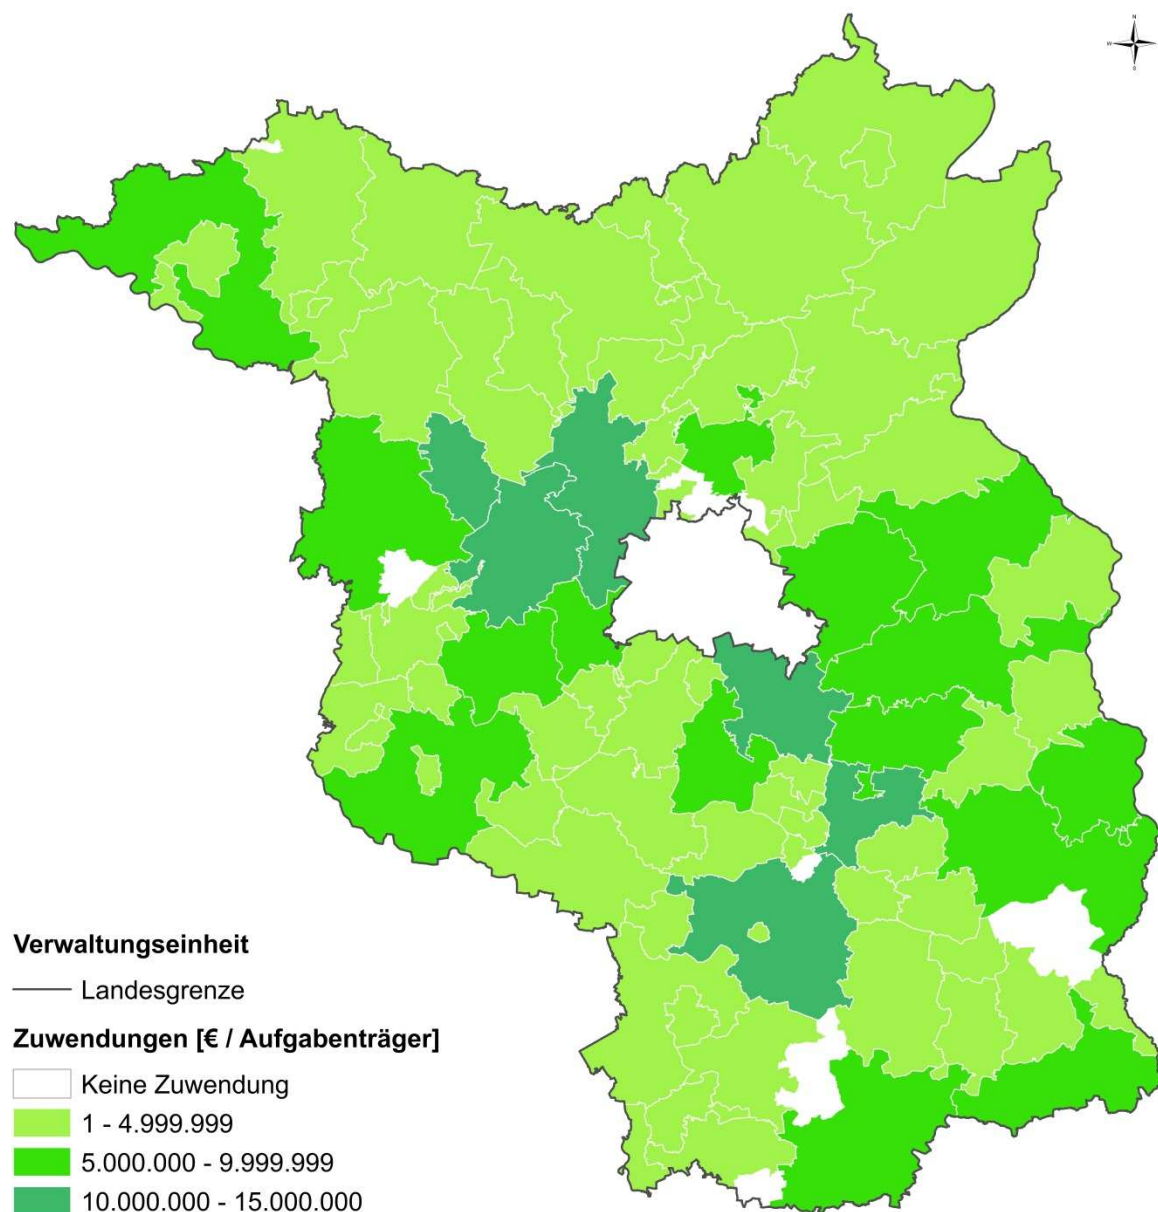 N
W
S
Verwaltungseinheit
Landesgrenze
Zuwendungen [€ / Aufgabenträger]
Keine Zuwendung
1 - 4.999.999
5.000.000 - 9.999.999
10.000.000 - 15.000.000